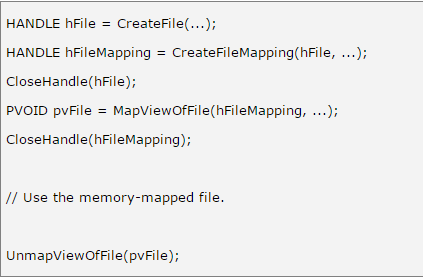 HANDLE hFile = CreateFile(...);
HANDLE hFileMapping = CreateFileMapping(hFile, ...);
CloseHandle(hFile);
PVOID pvFile = MapViewOfFile(hFileMapping, ...);
CloseHandle(hFileMapping);
// Use the memory-mapped file.
UnmapViewOfFile(pvFile);